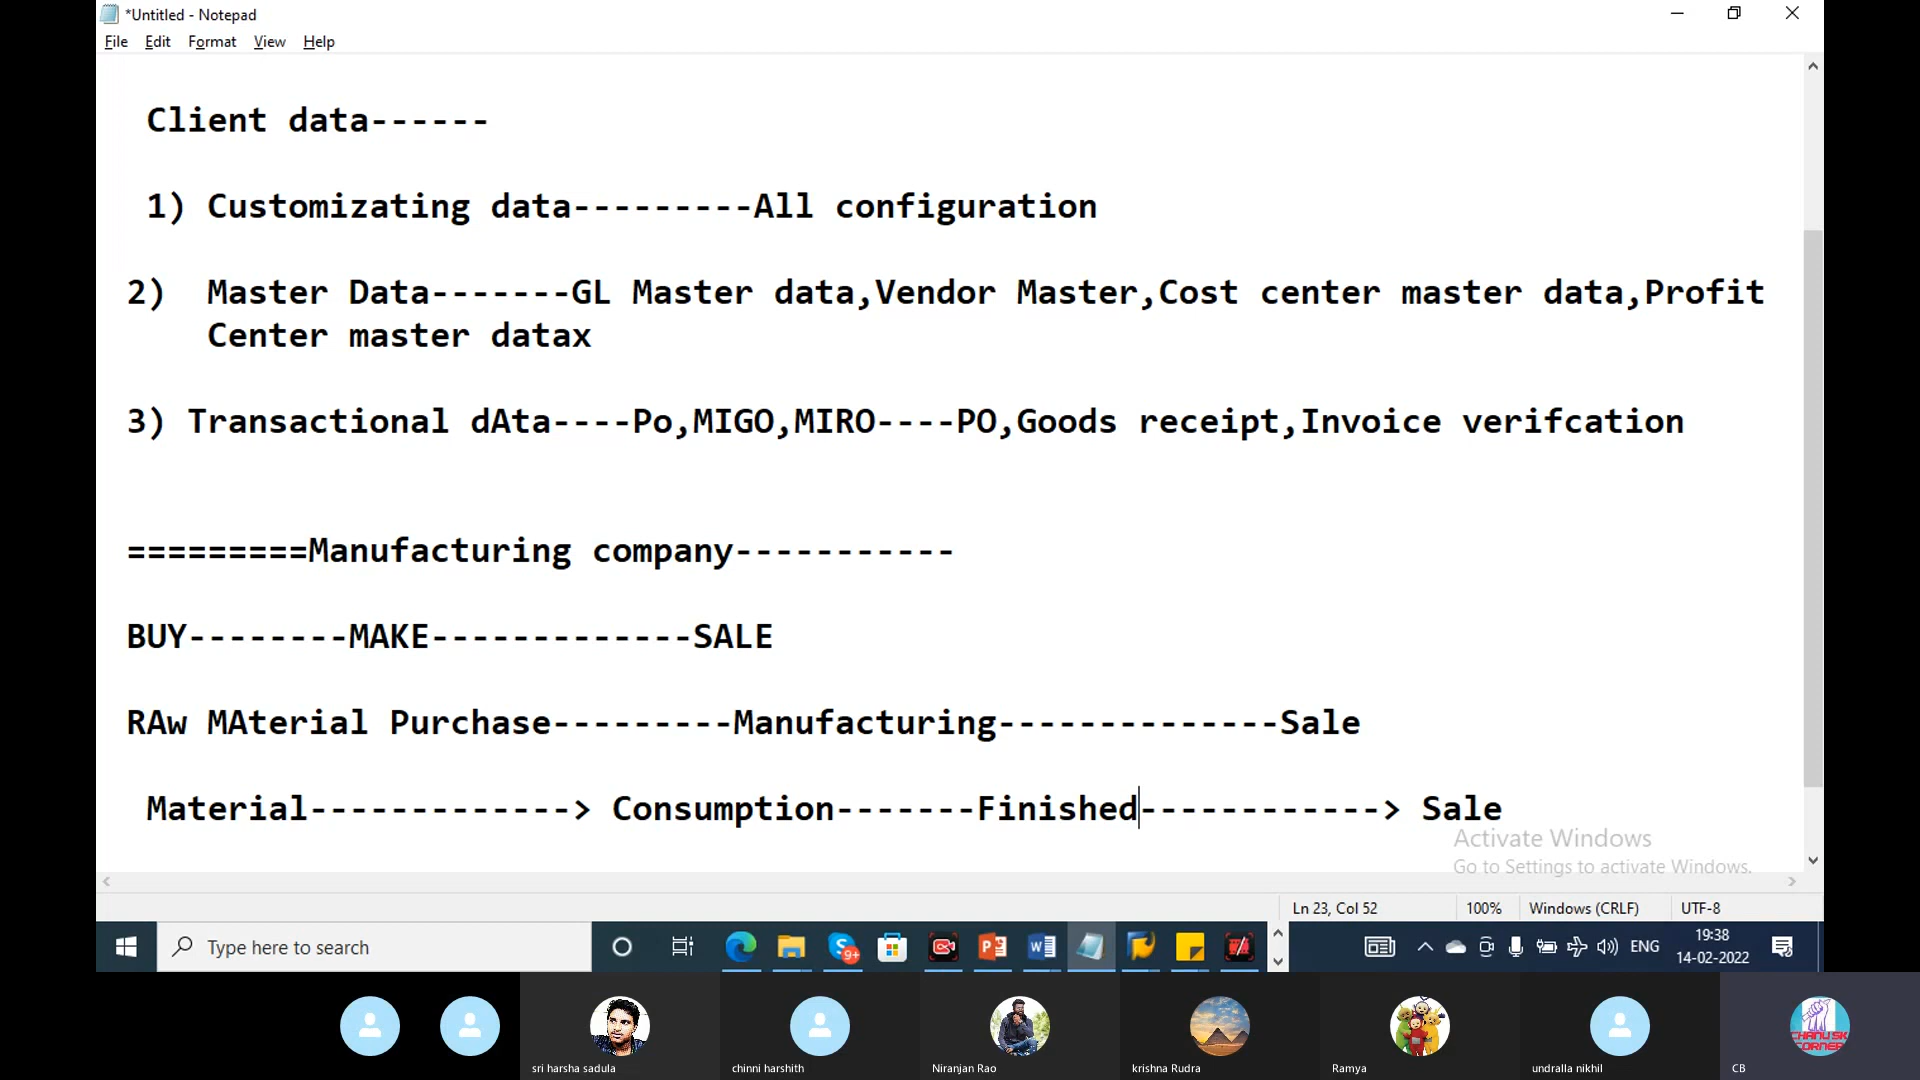 *Untitled - Notepad
File Edit Format View Help
Client data------
1) Customizating data---------All configuration
2)  Master Data-------GL Master data,Vendor Master,Cost center master data,Profit
Center master datax
3) Transactional dAta----Po,MIGO,MIRO----PO,Goods receipt,Invoice verifcation
=========Manufacturing company-----------
BUY--------MAKE-------------SALE
RAw MAterial Purchase---------Manufacturing--------------Sale
Material-------------> Consumption-------Finished------------> Sale
Activate Windows
Go to Settings to activate Windows.
Ln 23, Col 52 100% Windows (CRLF) UTF-8
Type here to search 9+ ENG 19:38
14-02-2022
CHANU SK
CORNER
sri harsha sadula chinni harshith Niranjan Rao krishna Rudra Ramya undralla nikhil CB